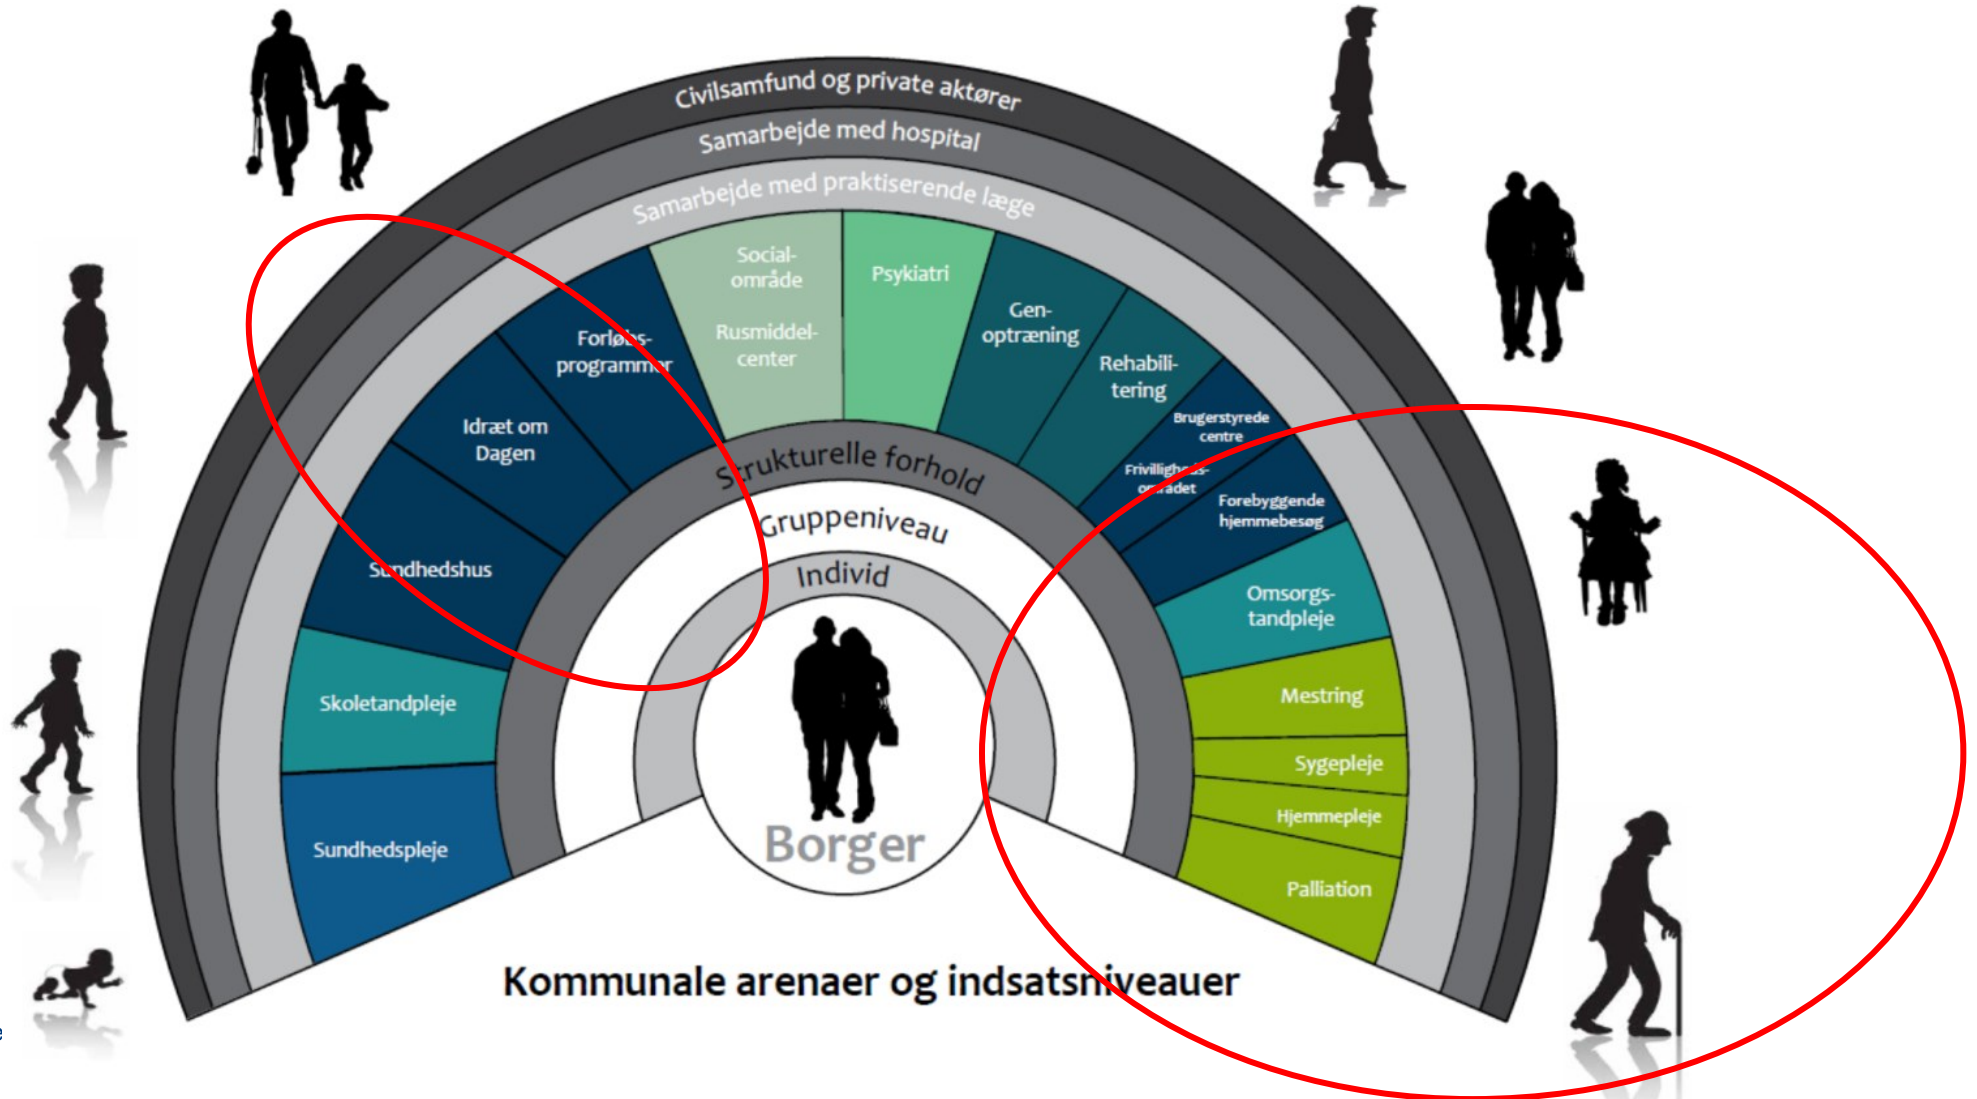 Civilsamfund og private aktører
Samarbejde med hospital
Samarbejde med praktiserende læge
Sundhedspleje
Skoletandpleje
Sundhedshus
Idræt om
Dagen
Forløbs-
programmer
Social-
område
Rusmiddel-
center
Psykiatri
Gen-
optræning
Rehabili-
tering
Brugerstyrede
centre
Frivilligheds-
området
Forebyggende
hjemmebesøg
Omsorgs-
tandpleje
Mestring
Sygepleje
Hjemmepleje
Palliation
Strukturelle forhold
Gruppeniveau
Individ
Borger
Kommunale arenaer og indsatsniveauer
e